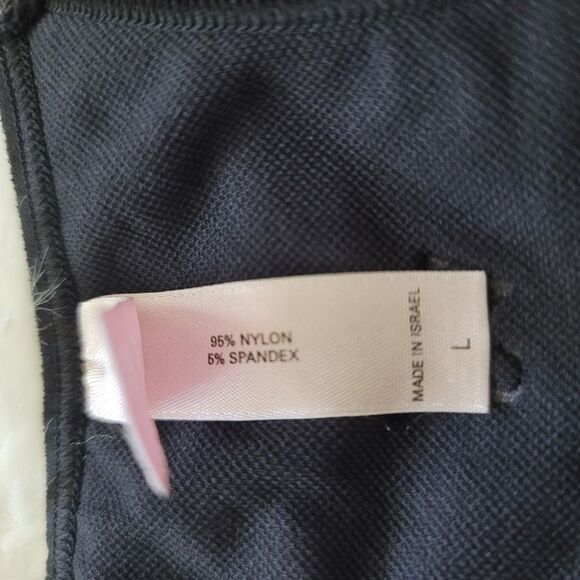 95% NYLON
5% SPANDEX
MADE IN ISRAEL
L